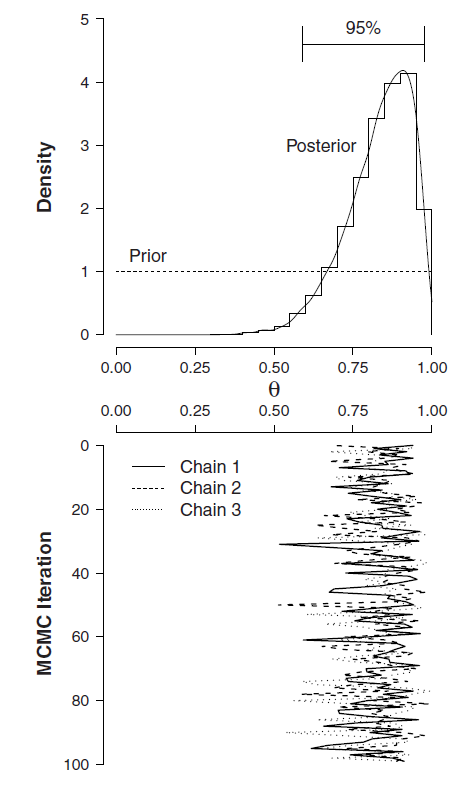 5
95%
4
3
Posterior
Density
2
Prior
1
0
0.00 0.25 0.50 0.75 1.00
θ
0.00 0.25 0.50 0.75 1.00
0
Chain 1
Chain 2
20
Chain 3
40
MCMC Iteration
60
80
100